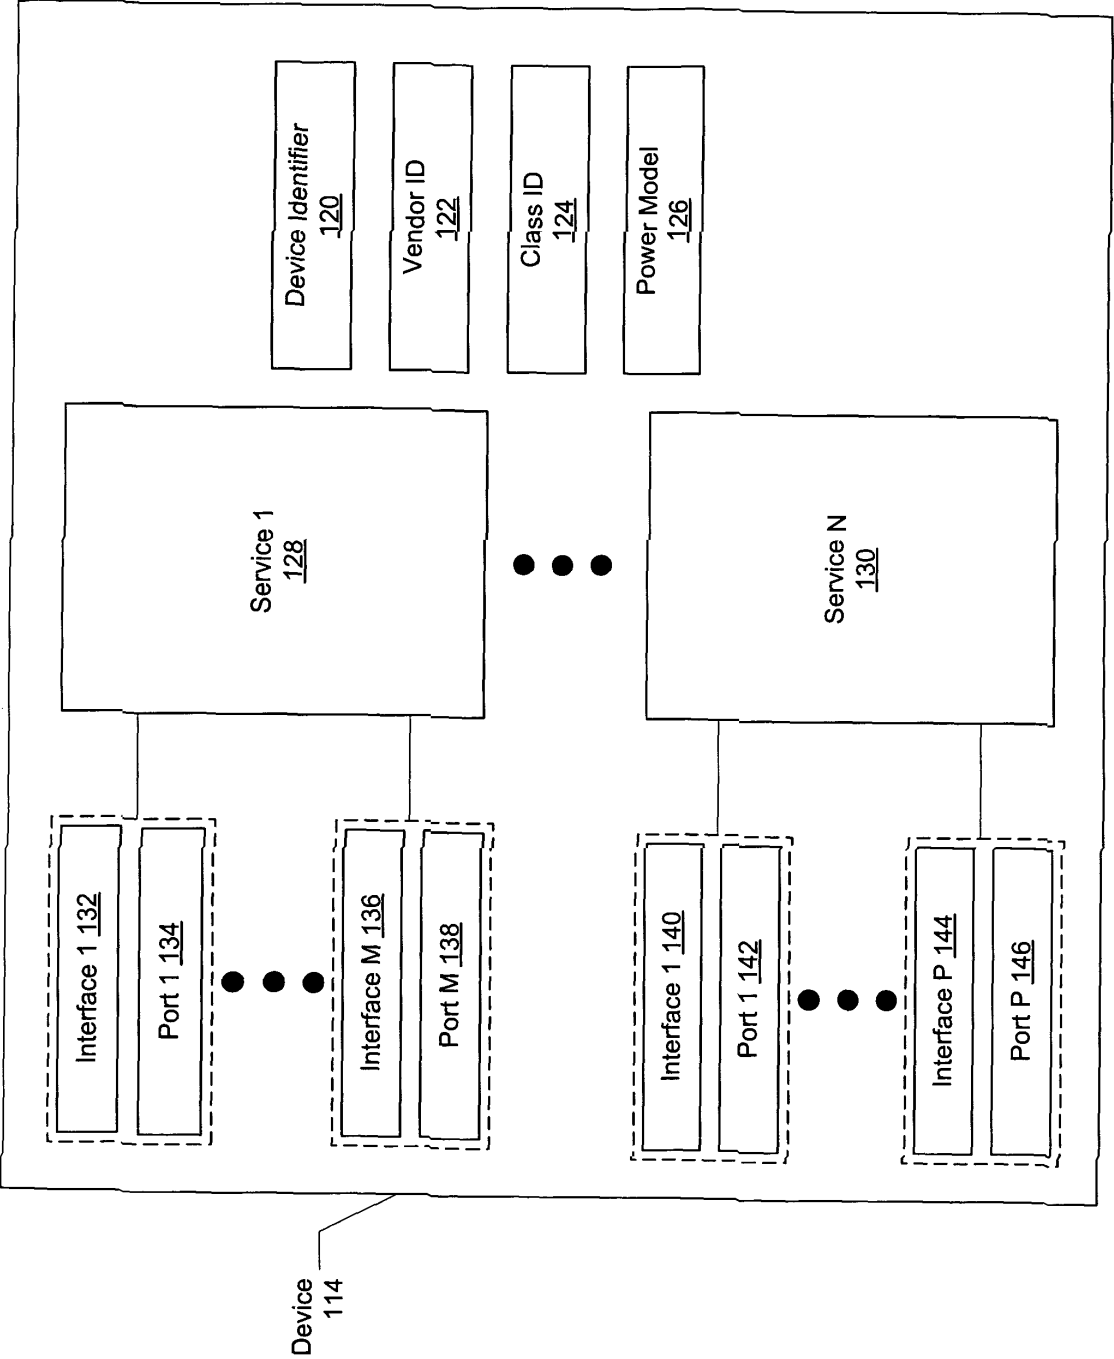 Device
114
Interface 1 132
Port 1 134
Interface M 136
Port M 138
Interface 1 140
Port 1 142
Interface P 144
Port P 146
Service 1
128
Service N
130
Device Identifier
120
Vendor ID
122
Class ID
124
Power Model
126